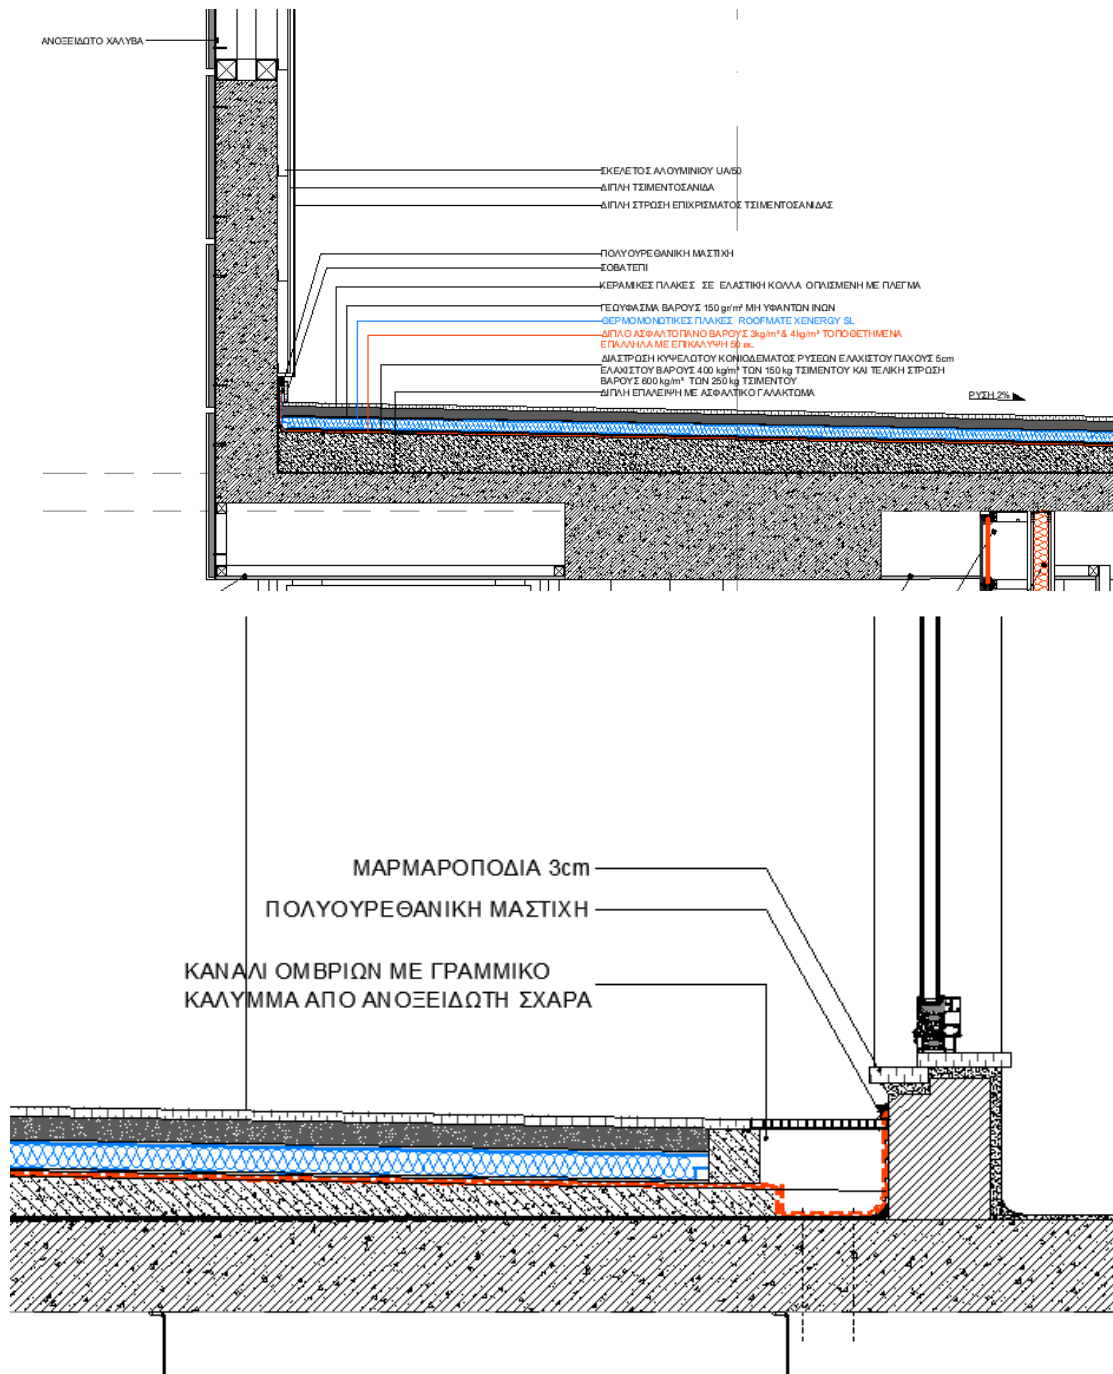 ΑΝΟΞΕΙΔΩΤΟ ΧΑΛΥΒΑ
ΣΚΕΛΕΤΟΣ ΑΛΟΥΜΙΝΙΟΥ UA/50
ΔΙΠΛΗ ΤΣΙΜΕΝΤΟΣΑΝΙΔΑ
ΔΙΠΛΗ ΣΤΡΩΣΗ ΕΠΙΧΡΙΣΜΑΤΟΣ ΤΣΙΜΕΝΤΟΣΑΝΙΔΑΣ
ΠΟΛΥΟΥΡΕΘΑΝΙΚΗ ΜΑΣΤΙΧΗ
ΣΟΒΑΤΕΠΙ
ΚΕΡΑΜΙΚΕΣ ΠΛΑΚΕΣ ΣΕ ΕΛΑΣΤΙΚΗ ΚΟΛΛΑ ΟΠΛΙΣΜΕΝΗ ΜΕ ΠΛΕΓΜΑ
ΓΕΩΥΦΑΣΜΑ ΒΑΡΟΥΣ 150 gr/m² ΜΗ ΥΦΑΝΤΩΝ ΙΝΩΝ
ΘΕΡΜΟΜΟΝΩΤΙΚΕΣ ΠΛΑΚΕΣ ROOFMATE XENERGY SL
ΔΙΠΛΟ ΑΣΦΑΛΤΟΠΑΝΟ ΒΑΡΟΥΣ 3kg/m² & 4kg/m² ΤΟΠΟΘΕΤΗΜΕΝΑ
ΕΠΑΛΛΗΛΑ ΜΕ ΕΠΙΚΑΛΥΨΗ 50 εκ.
ΔΙΑΣΤΡΩΣΗ ΚΥΨΕΛΩΤΟΥ ΚΟΝΙΟΔΕΜΑΤΟΣ ΡΥΣΕΩΝ ΕΛΑΧΙΣΤΟΥ ΠΑΧΟΥΣ 5cm
ΕΛΑΧΙΣΤΟΥ ΒΑΡΟΥΣ 400 kg/m³ ΤΩΝ 150 kg ΤΣΙΜΕΝΤΟΥ ΚΑΙ ΤΕΛΙΚΗ ΣΤΡΩΣΗ
ΒΑΡΟΥΣ 600 kg/m³ ΤΩΝ 250 kg ΤΣΙΜΕΝΤΟΥ
ΔΙΠΛΗ ΕΠΑΛΕΙΨΗ ΜΕ ΑΣΦΑΛΤΙΚΟ ΓΑΛΑΚΤΩΜΑ
ΡΥΣΗ 2%
ΜΑΡΜΑΡΟΠΟΔΙΑ 3cm
ΠΟΛΥΟΥΡΕΘΑΝΙΚΗ ΜΑΣΤΙΧΗ
ΚΑΝΑΛΙ ΟΜΒΡΙΩΝ ΜΕ ΓΡΑΜΜΙΚΟ
ΚΑΛΥΜΜΑ ΑΠΟ ΑΝΟΞΕΙΔΩΤΗ ΣΧΑΡΑ